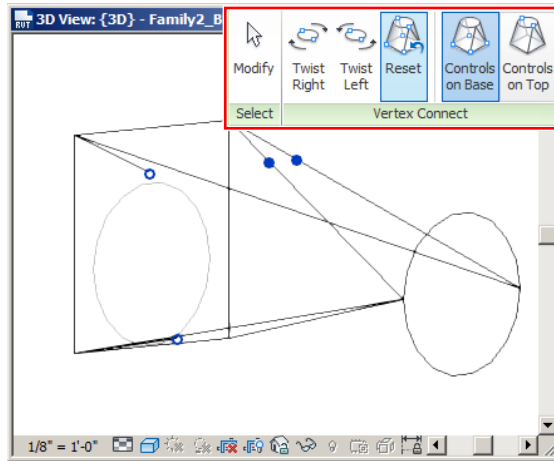 3D View: {3D} - Family2_B
Modify
Twist Right
Twist Left
Reset
Controls on Base
Controls on Top
Select
Vertex Connect
1/8" = 1'-0"